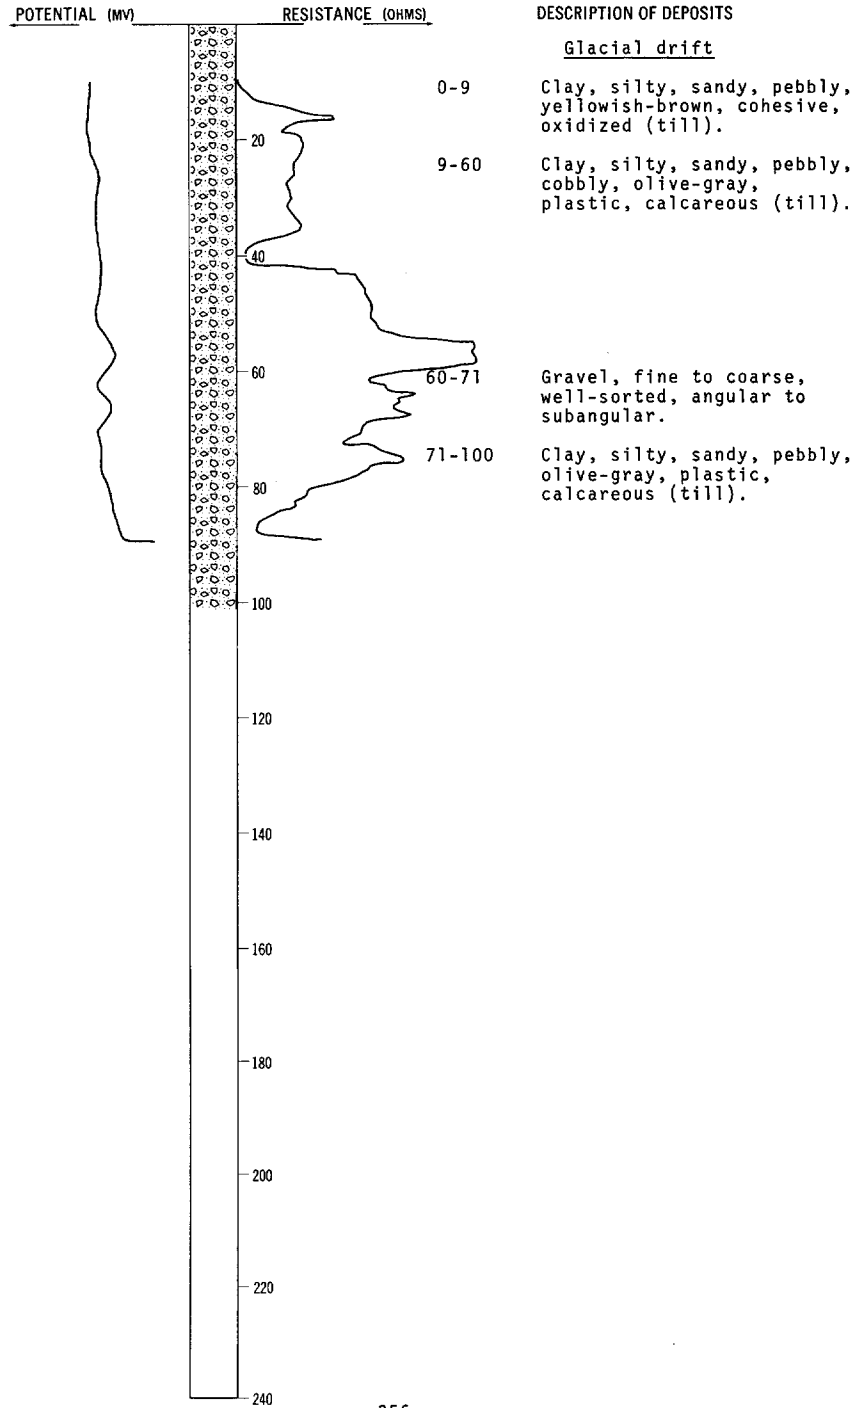 POTENTIAL (MV) RESISTANCE (OHMS) DESCRIPTION OF DEPOSITS
Glacial drift
0-9 Clay, silty, sandy, pebbly,
yellowish-brown, cohesive,
oxidized (till).
20
9-60 Clay, silty, sandy, pebbly,
cobbly, olive-gray,
plastic, calcareous (till).
40
60
60-71 Gravel, fine to coarse,
well-sorted, angular to
subangular.
71-100 Clay, silty, sandy, pebbly,
olive-gray, plastic,
calcareous (till).
80
100
120
140
160
180
200
220
240